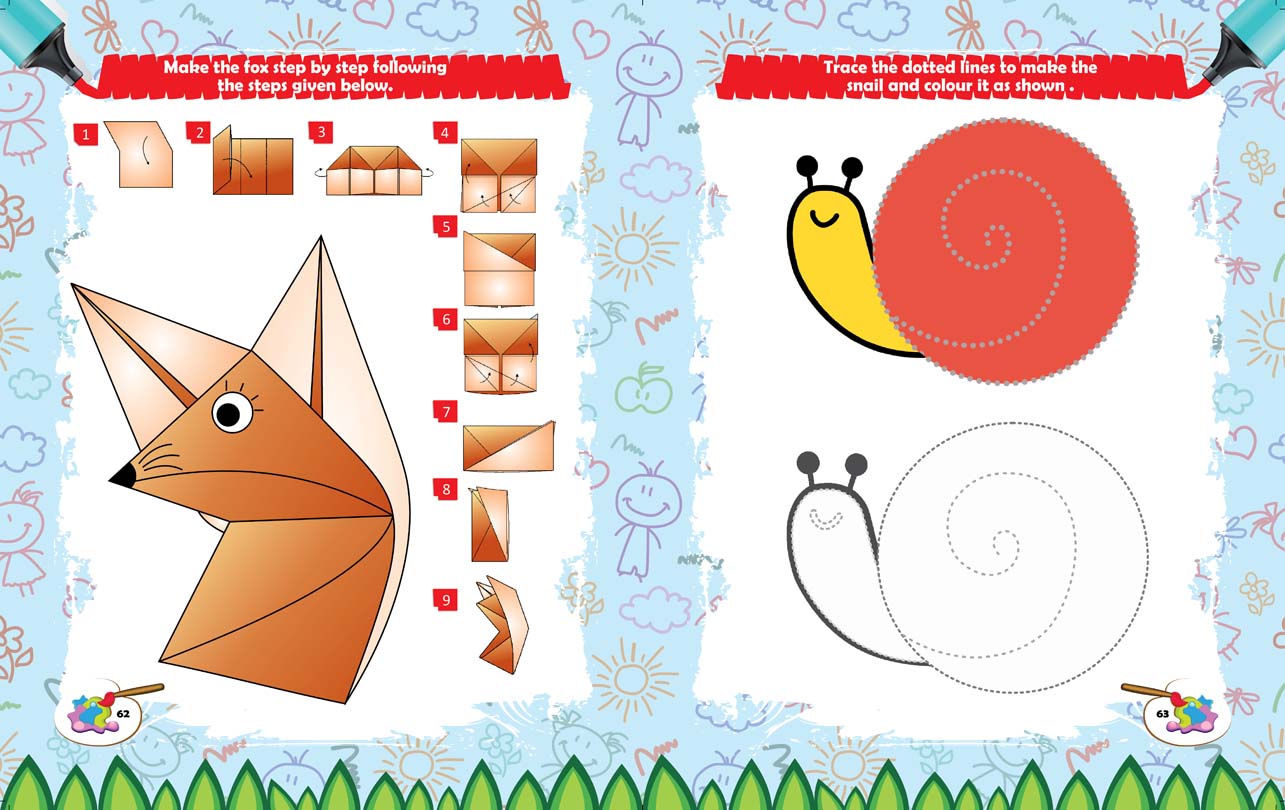 Make the fox step by step following
the steps given below.
1
2
3
4
5
6
7
8
9
62
Trace the dotted lines to make the
snail and colour it as shown .
63